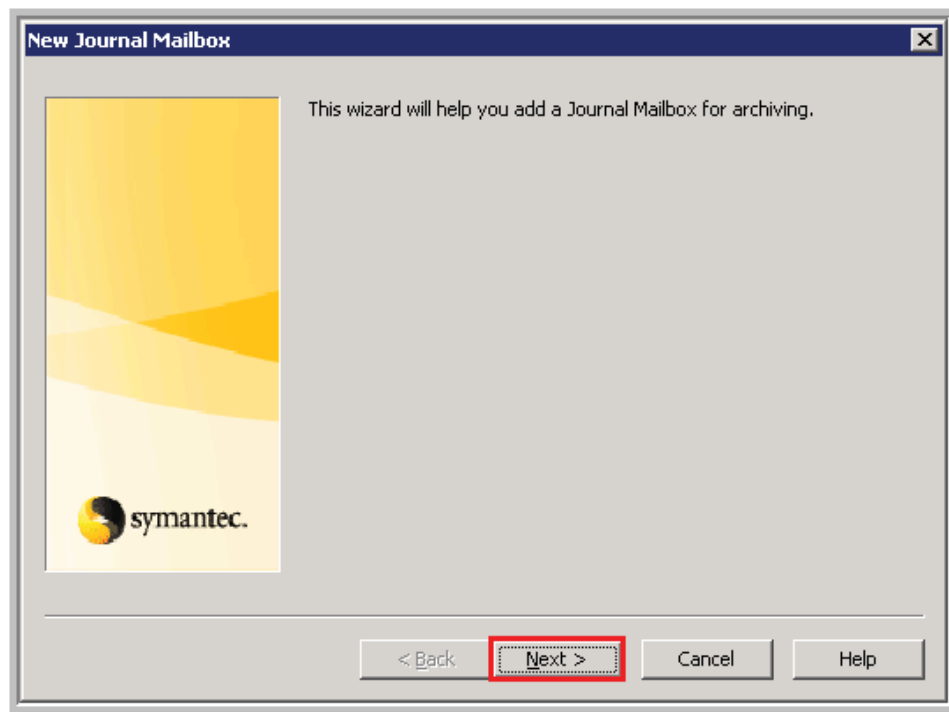 New Journal Mailbox
This wizard will help you add a Journal Mailbox for archiving.
symantec.
< Back Next > Cancel Help